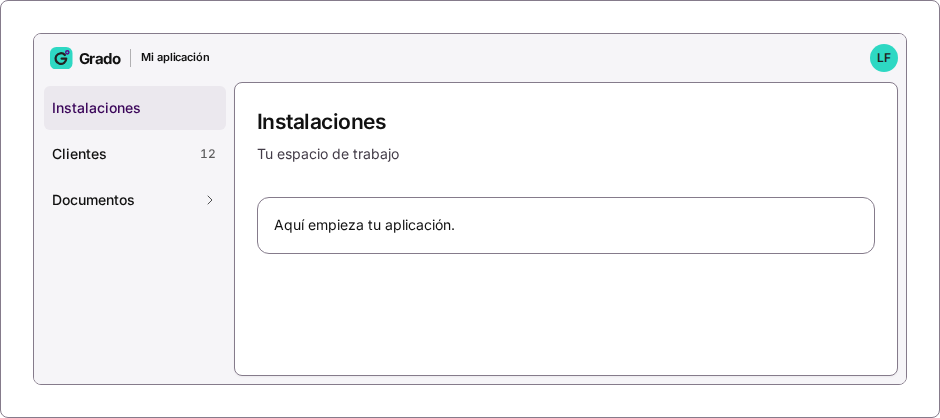 Grado
Mi aplicación
LF
Instalaciones
Clientes 12
Documentos
Instalaciones
Tu espacio de trabajo
Aquí empieza tu aplicación.